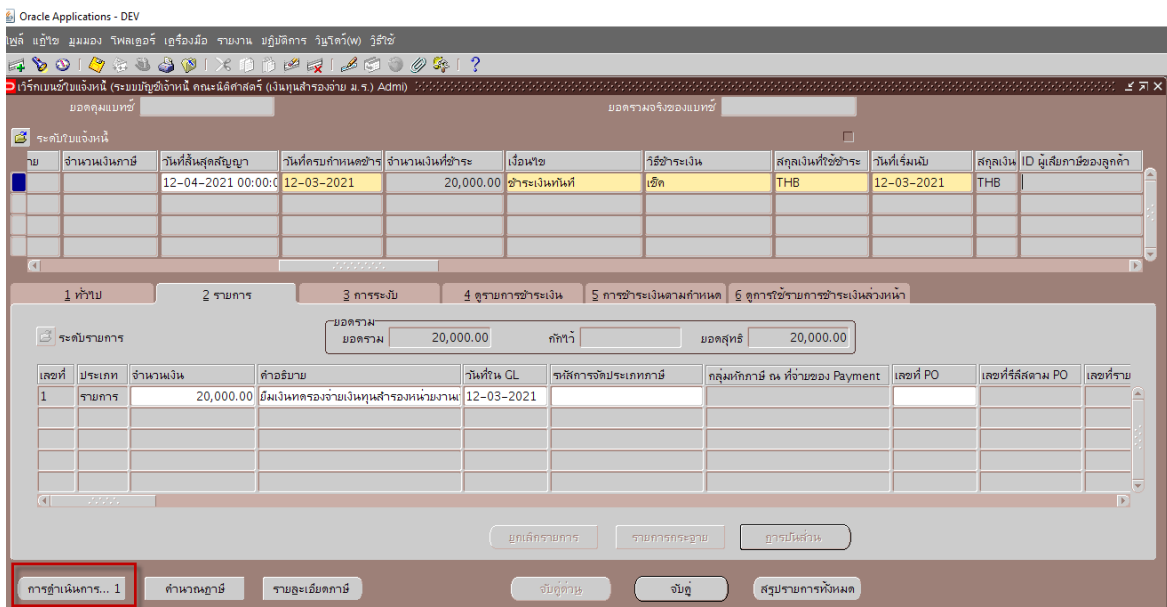 Oracle Applications - DEV
ไฟล์ แก้ไข มุมมอง โฟลเดอร์ เครื่องมือ รายงาน ปฏิบัติการ วินโดว์(W) วิธีใช้
เวิร์กเบนช์ใบแจ้งหนี้ (ระบบบัญชีเจ้าหนี้ คณะนิติศาสตร์ (เงินทุนสำรองจ่าย ม.ร.) Admi)
ยอดคุมแบทช์ ยอดรวมจริงของแบทช์
ระดับใบแจ้งหนี้
าย จำนวนเงินภาษี วันที่สิ้นสุดสัญญา วันที่ครบกำหนดชำร จำนวนเงินที่ชำระ เงื่อนไข วิธีชำระเงิน สกุลเงินที่ใช้ชำระ วันที่เริ่มนับ สกุลเงิน ID ผู้เสียภาษีของลูกค้า
12-04-2021 00:00:0 12-03-2021 20,000.00 ชำระเงินทันที เช็ค THB 12-03-2021 THB
1 ทั่วไป 2 รายการ 3 การระงับ 4 ดูรายการชำระเงิน 5 การชำระเงินตามกำหนด 6 ดูการใช้รายการชำระเงินล่วงหน้า
ยอดรวม
ระดับรายการ ยอดรวม 20,000.00 กักไว้ ยอดสุทธิ 20,000.00
เลขที่ ประเภท จำนวนเงิน คำอธิบาย วันที่ใน GL รหัสการจัดประเภทภาษี กลุ่มหักภาษี ณ ที่จ่ายของ Payment เลขที่ PO เลขที่รีลีสตาม PO เลขที่ราย
1 รายการ 20,000.00 ยืมเงินทดรองจ่ายเงินทุนสำรองหน่วยงาน 12-03-2021
ยกเลิกรายการ รายการกระจาย การปันส่วน
การดำเนินการ... 1 คำนวณภาษี รายละเอียดภาษี จับคู่ด่วน จับคู่ สรุปรายการทั้งหมด